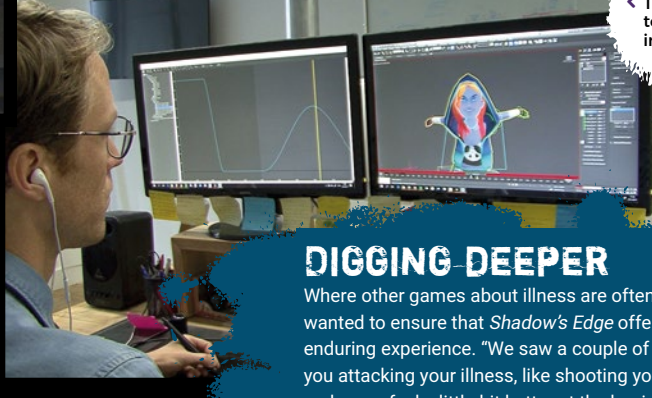 DIGGING DEEPER
Where other games about illness are often
wanted to ensure that Shadow's Edge offe
enduring experience. “We saw a couple of
you attacking your illness, like shooting yo